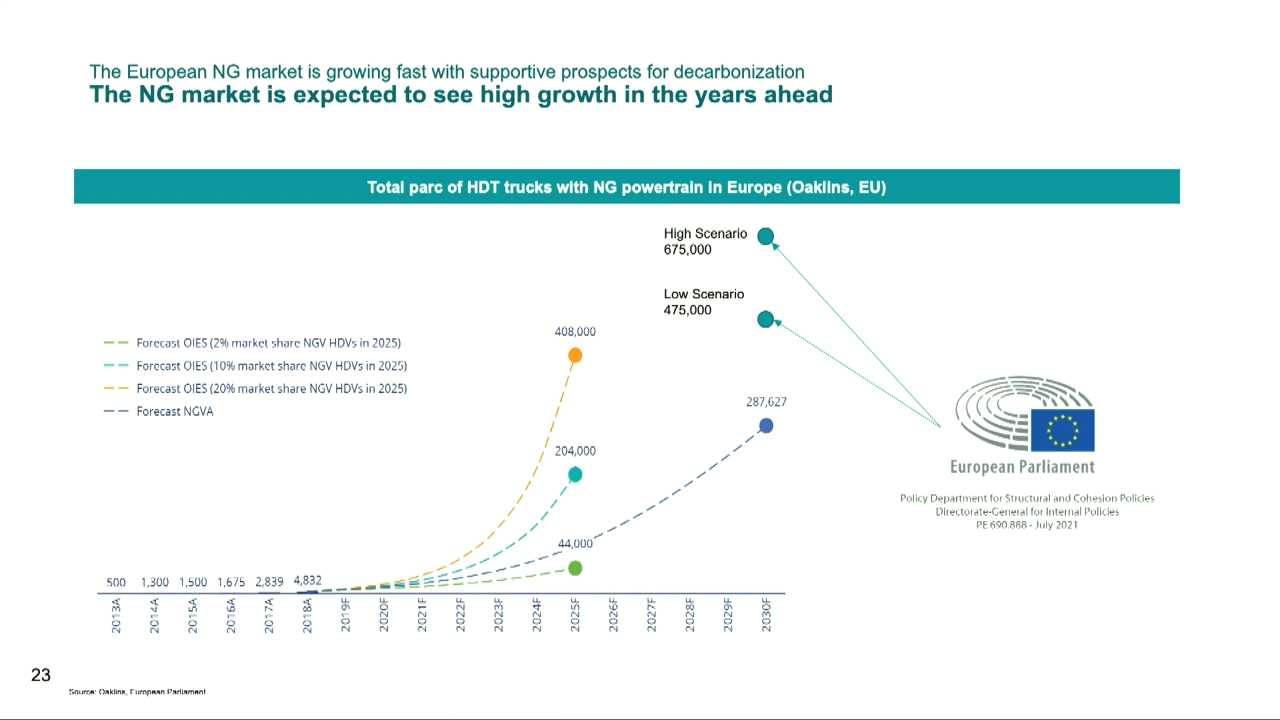 The European NG market is growing fast with supportive prospects for decarbonization
The NG market is expected to see high growth in the years ahead
Total parc of HDT trucks with NG powertrain in Europe (Oaklins, EU)
High Scenario
675,000
Low Scenario
475,000
408,000
Forecast OIES (2% market share NGV HDVs in 2025)
Forecast OIES (10% market share NGV HDVs in 2025)
Forecast OIES (20% market share NGV HDVs in 2025)
Forecast NGVA
287,627
204,000
European Parliament
Policy Department for Structural and Cohesion Policies
Directorate-General for Internal Policies
PE 690.888 - July 2021
44,000
500 1,300 1,500 1,675 2,839 4,832
2013A 2014A 2015A 2016A 2017A 2018A 2019F 2020F 2021F 2022F 2023F 2024F 2025F 2026F 2027F 2028F 2029F 2030F
23
Source: Oaklins, European Parliament